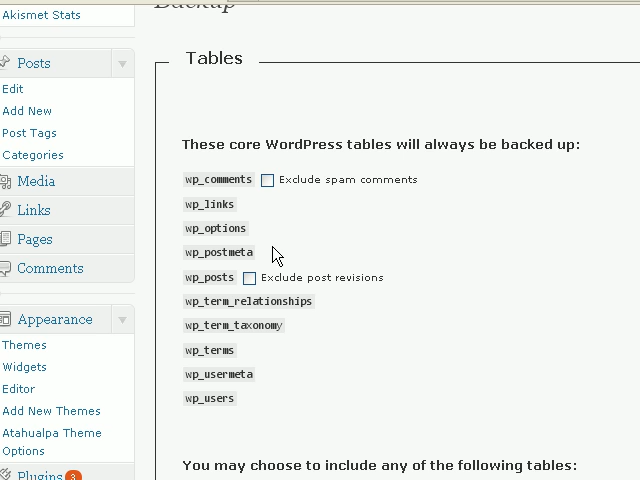 Backup
Akismet Stats
Posts
Edit
Add New
Post Tags
Categories
Media
Links
Pages
Comments
Appearance
Themes
Widgets
Editor
Add New Themes
Atahualpa Theme
Options
Plugins 3
Tables
These core WordPress tables will always be backed up:
wp_comments Exclude spam comments
wp_links
wp_options
wp_postmeta
wp_posts Exclude post revisions
wp_term_relationships
wp_term_taxonomy
wp_terms
wp_usermeta
wp_users
You may choose to include any of the following tables: